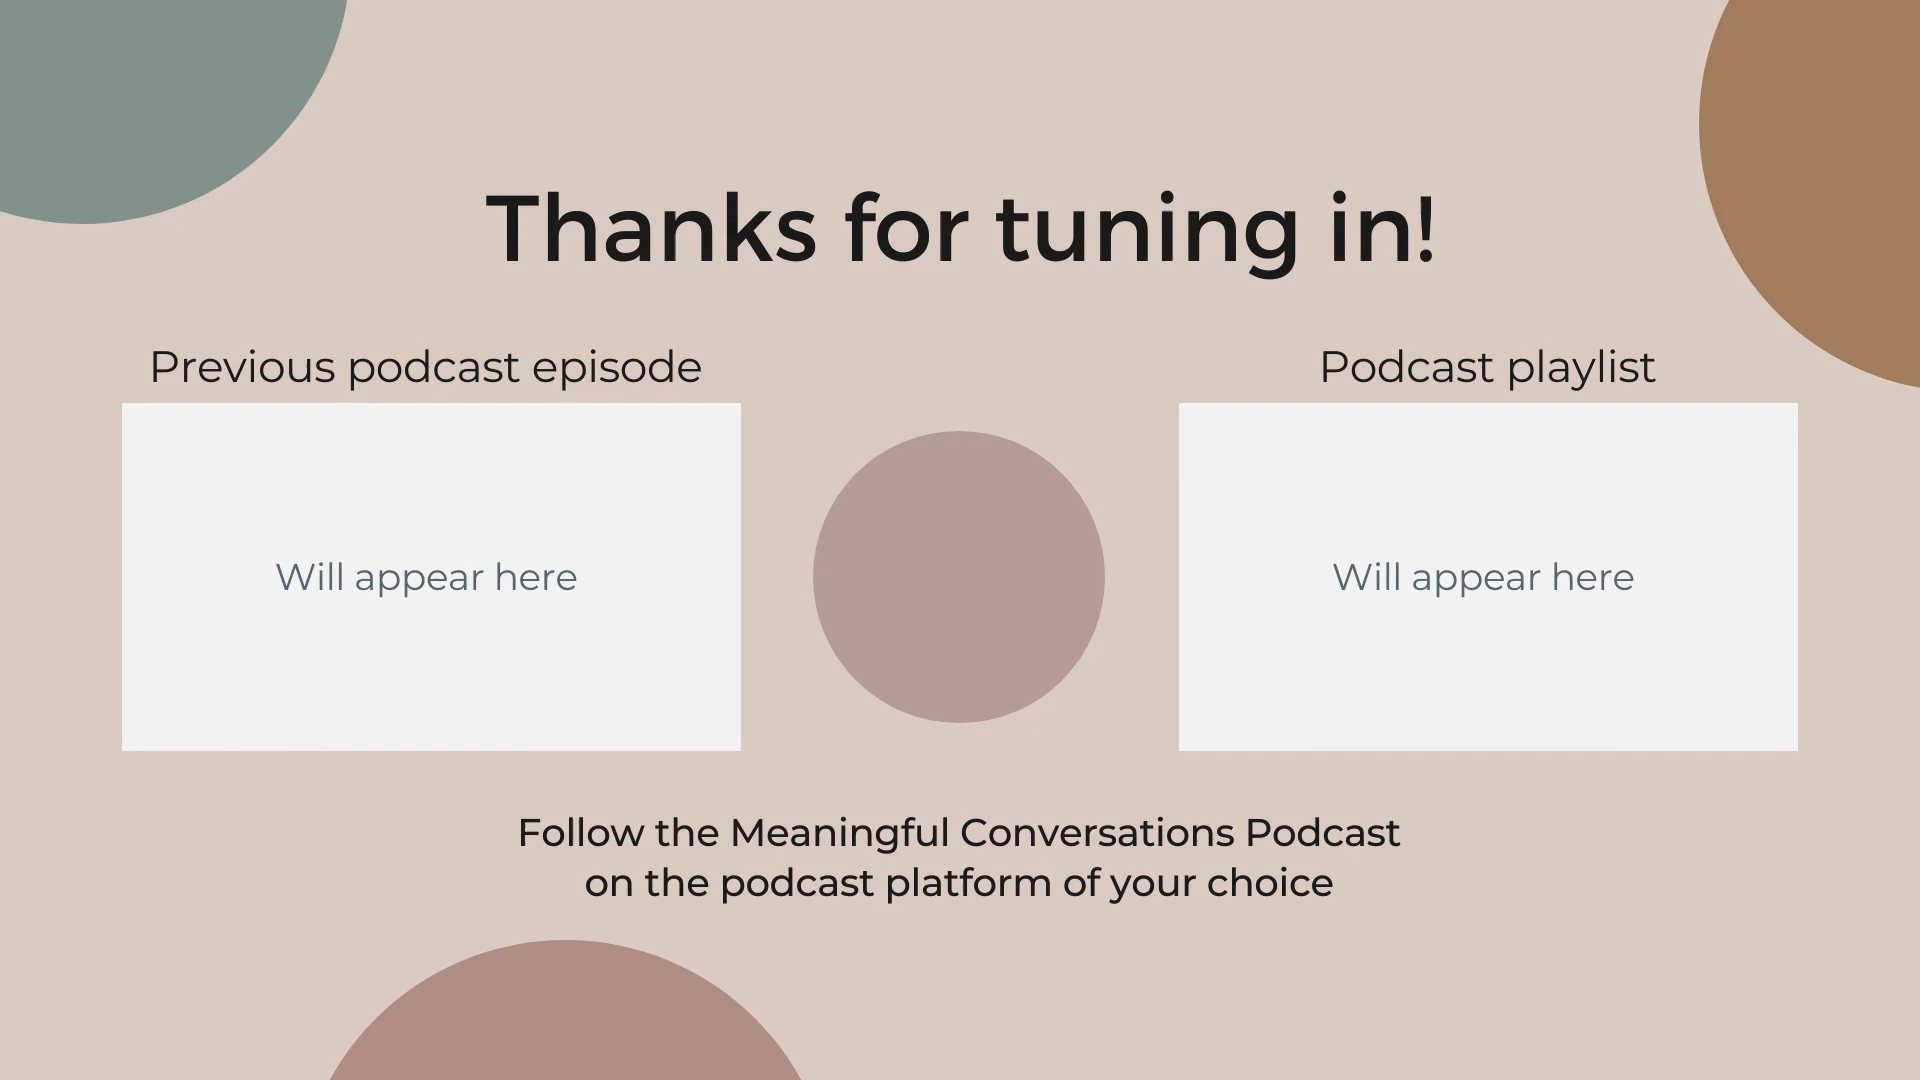 Thanks for tuning in!
Previous podcast episode
Podcast playlist
Will appear here
Will appear here
Follow the Meaningful Conversations Podcast
on the podcast platform of your choice